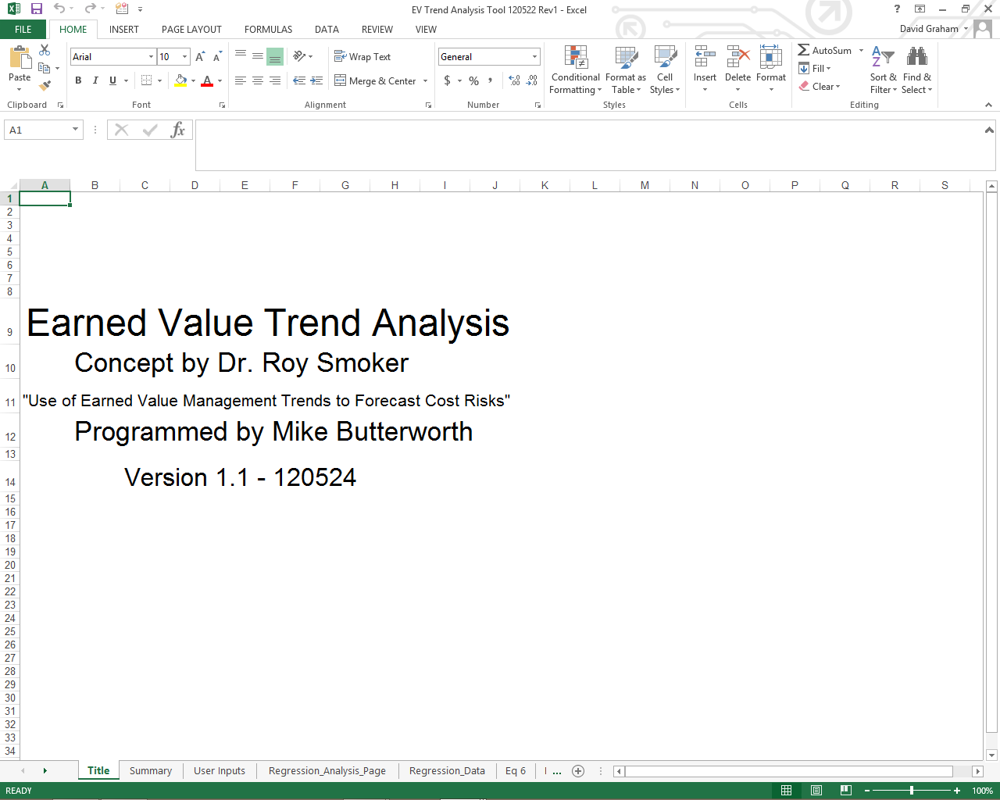 EV Trend Analysis Tool 120522 Rev1 - Excel
?
FILE HOME INSERT PAGE LAYOUT FORMULAS DATA REVIEW VIEW David Graham
Paste
Clipboard
Arial 10
B I U A
Font
Wrap Text
Merge & Center
Alignment
General
$ % ,
Number
Conditional Formatting
Format as Table
Cell Styles
Styles
Insert Delete Format
Cells
AutoSum
Fill
Clear
Sort & Filter
Find & Select
Editing
A1 fx
A B C D E F G H I J K L M N O P Q R S
1
2
3
4
5
6
7
8
9 Earned Value Trend Analysis
10 Concept by Dr. Roy Smoker
11 "Use of Earned Value Management Trends to Forecast Cost Risks"
12 Programmed by Mike Butterworth
13
14 Version 1.1 - 120524
15
16
17
18
19
20
21
22
23
24
25
26
27
28
29
30
31
32
33
34
Title Summary User Inputs Regression_Analysis_Page Regression_Data Eq 6 ...
READY 100%